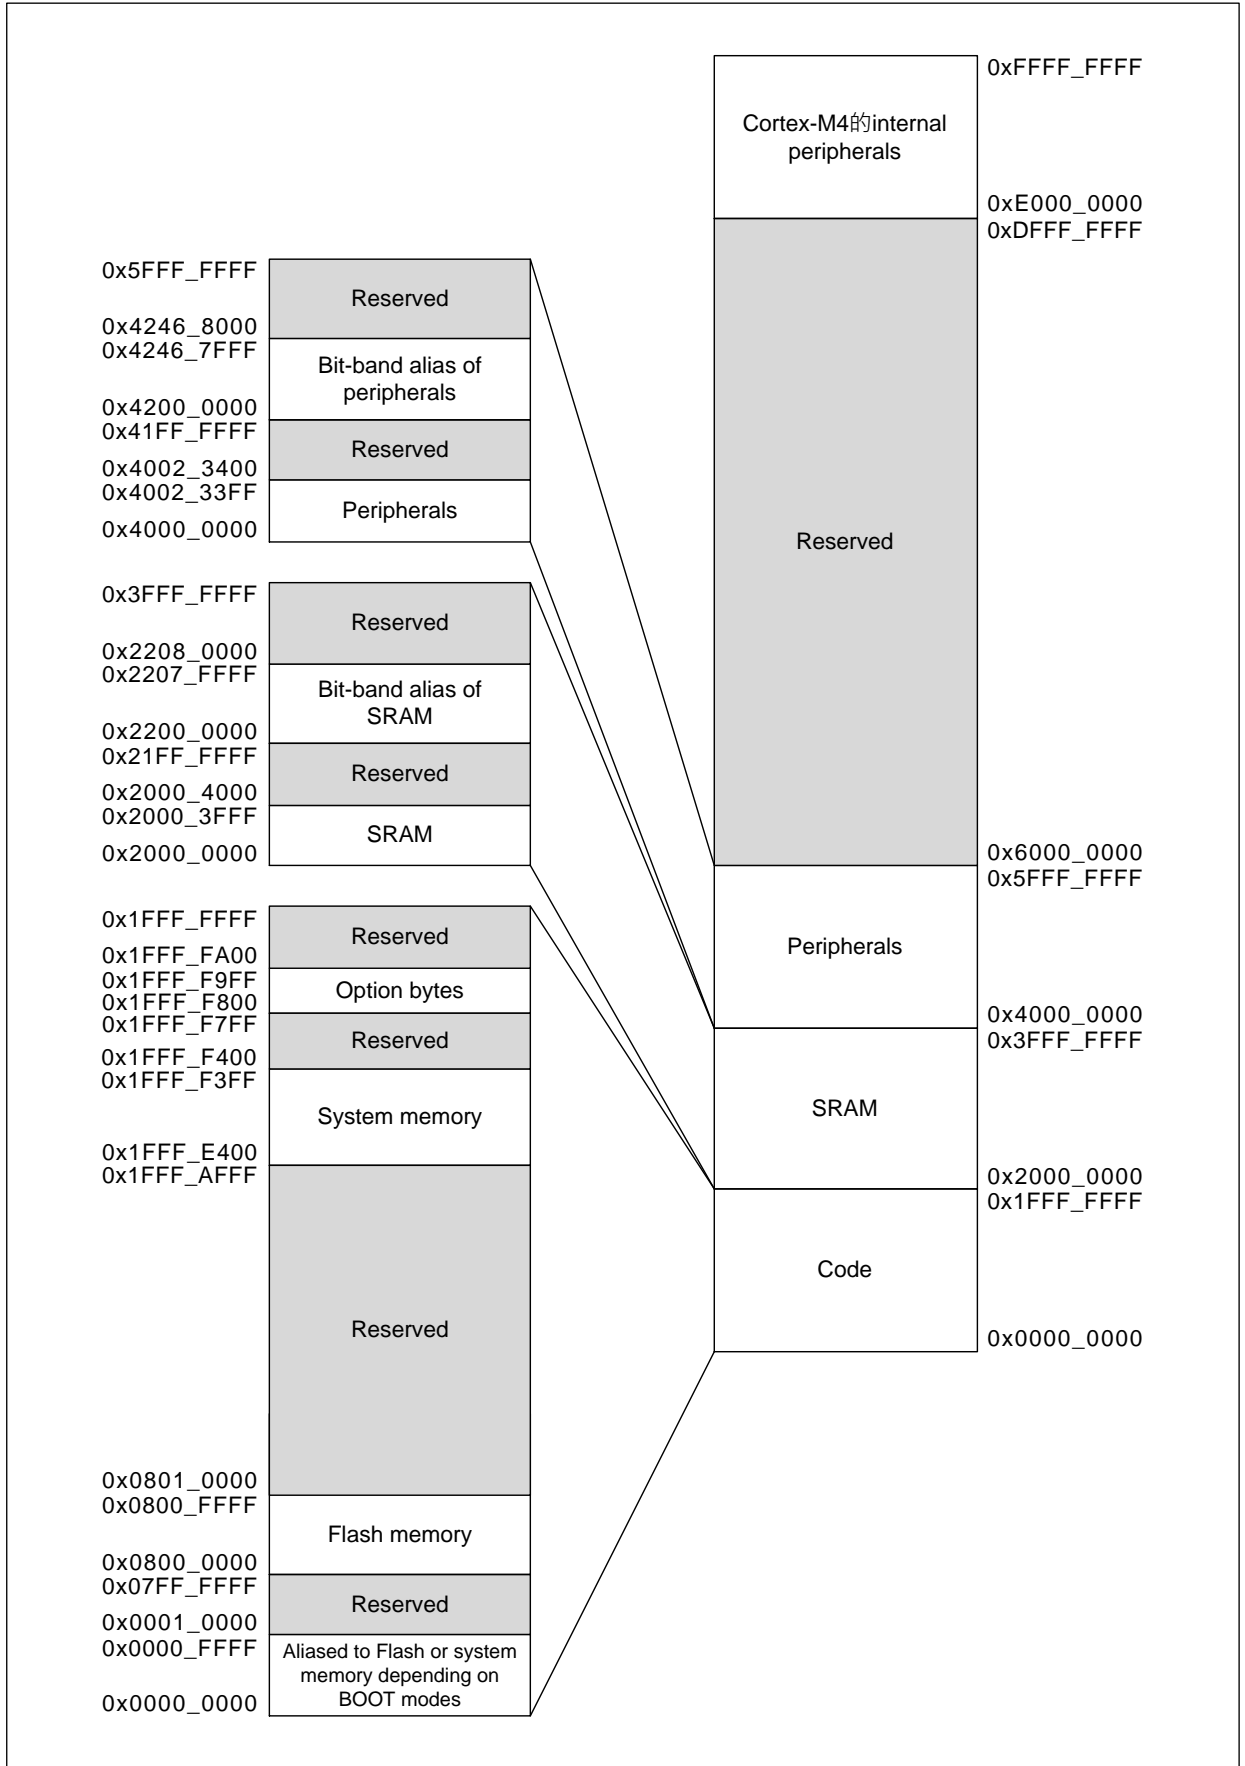 0xFFFF_FFFF
Cortex-M4的internal
peripherals
0xE000_0000
0xDFFF_FFFF
Reserved
0x6000_0000
0x5FFF_FFFF
Peripherals
0x4000_0000
0x3FFF_FFFF
SRAM
0x2000_0000
0x1FFF_FFFF
Code
0x0000_0000
0x5FFF_FFFF
Reserved
0x4246_8000
0x4246_7FFF
Bit-band alias of
peripherals
0x4200_0000
0x41FF_FFFF
Reserved
0x4002_3400
0x4002_33FF
Peripherals
0x4000_0000
0x3FFF_FFFF
Reserved
0x2208_0000
0x2207_FFFF
Bit-band alias of
SRAM
0x2200_0000
0x21FF_FFFF
Reserved
0x2000_4000
0x2000_3FFF
SRAM
0x2000_0000
0x1FFF_FFFF
Reserved
0x1FFF_FA00
0x1FFF_F9FF
Option bytes
0x1FFF_F800
0x1FFF_F7FF
Reserved
0x1FFF_F400
0x1FFF_F3FF
System memory
0x1FFF_E400
0x1FFF_AFFF
Reserved
0x0801_0000
0x0800_FFFF
Flash memory
0x0800_0000
0x07FF_FFFF
Reserved
0x0001_0000
0x0000_FFFF
Aliased to Flash or system
memory depending on
BOOT modes
0x0000_0000